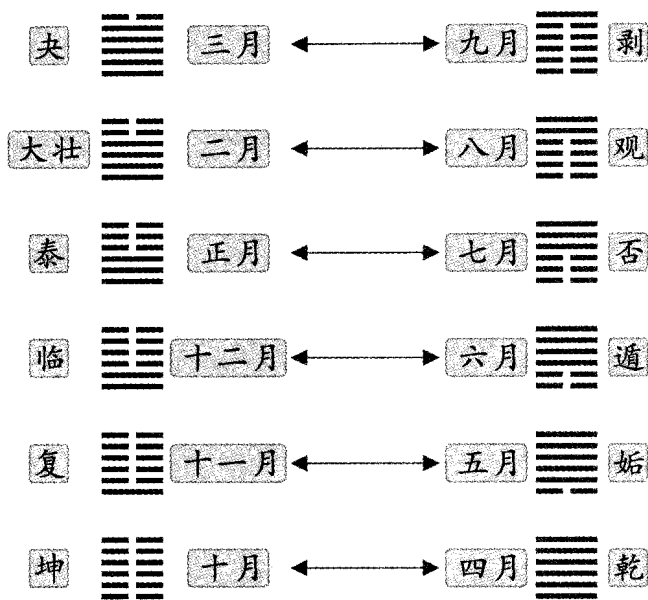 夬 三月 九月 剥
大壮 二月 八月 观
泰 正月 七月 否
临 十二月 六月 遁
复 十一月 五月 姤
坤 十月 四月 乾